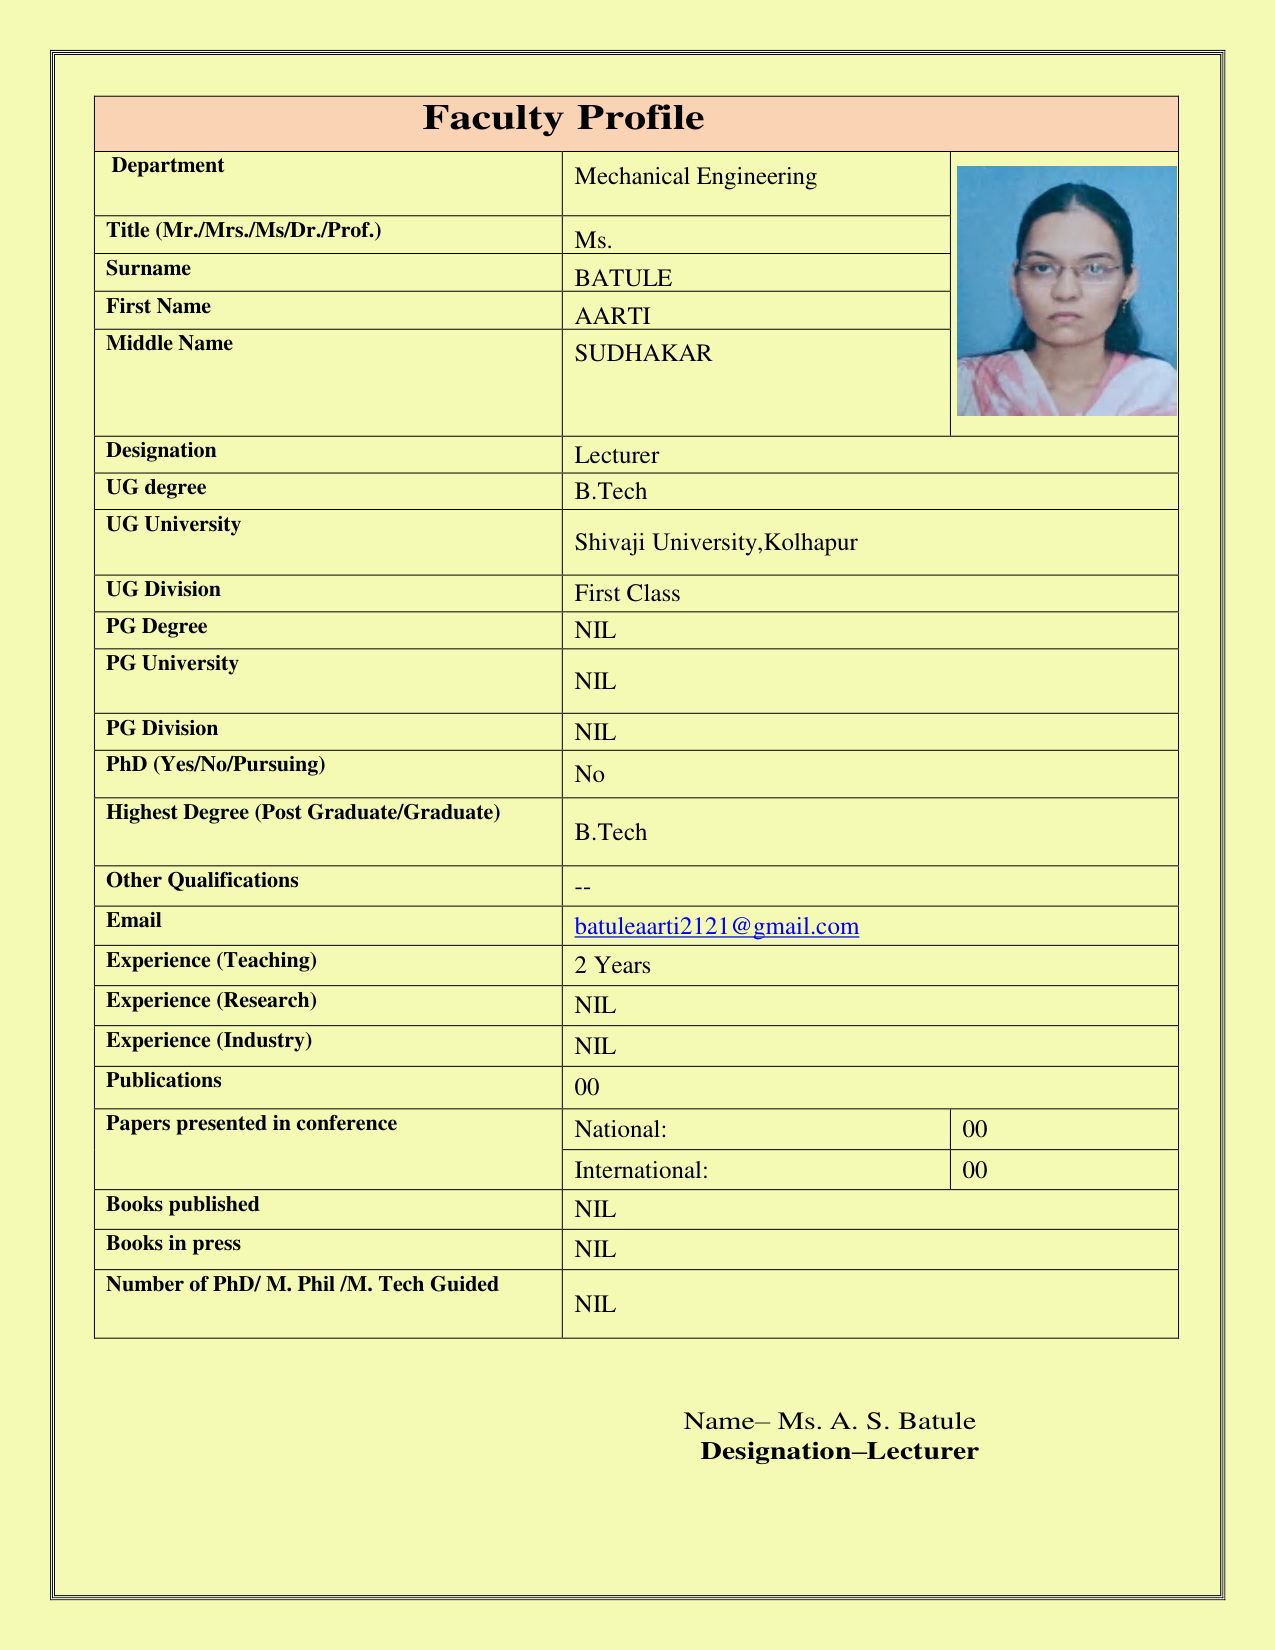 Faculty Profile
Department Mechanical Engineering
Title (Mr./Mrs./Ms/Dr./Prof.) Ms.
Surname BATULE
First Name AARTI
Middle Name SUDHAKAR
Designation Lecturer
UG degree B.Tech
UG University Shivaji University,Kolhapur
UG Division First Class
PG Degree NIL
PG University NIL
PG Division NIL
PhD (Yes/No/Pursuing) No
Highest Degree (Post Graduate/Graduate) B.Tech
Other Qualifications --
Email batuleaarti2121@gmail.com
Experience (Teaching) 2 Years
Experience (Research) NIL
Experience (Industry) NIL
Publications 00
Papers presented in conference National: 00
International: 00
Books published NIL
Books in press NIL
Number of PhD/ M. Phil /M. Tech Guided NIL
Name– Ms. A. S. Batule
Designation–Lecturer